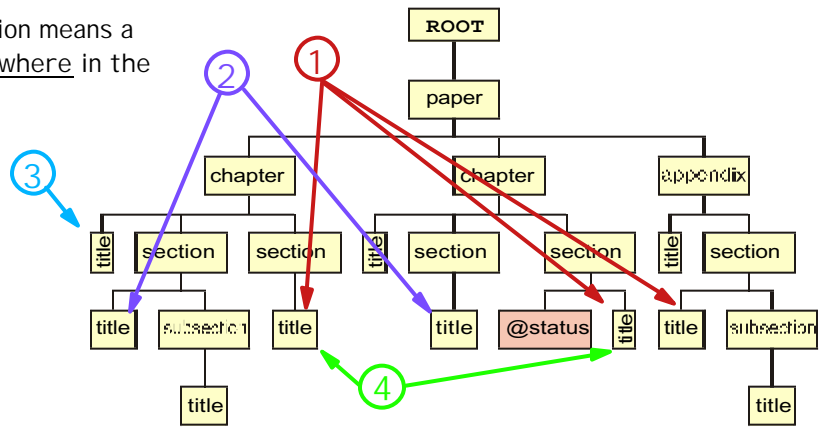 ion means a
where in the
ROOT
paper
1
2
3
chapter
chapter
appendix
title
section
section
title
section
section
title
section
title
subsection
title
title
@status
title
title
subsection
4
title
title